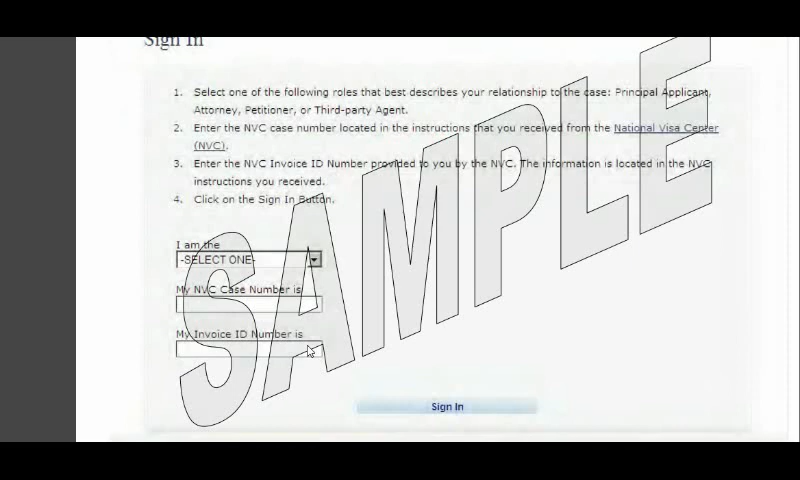 Sign In
1. Select one of the following roles that best describes your relationship to the case: Principal Applicant,
Attorney, Petitioner, or Third-party Agent.
2. Enter the NVC case number located in the instructions that you received from the National Visa Center
(NVC).
3. Enter the NVC Invoice ID Number provided to you by the NVC. The information is located in the NVC
instructions you received.
4. Click on the Sign In Button.
I am the
-SELECT ONE-
My NVC Case Number is
My Invoice ID Number is
Sign In
SAMPLE